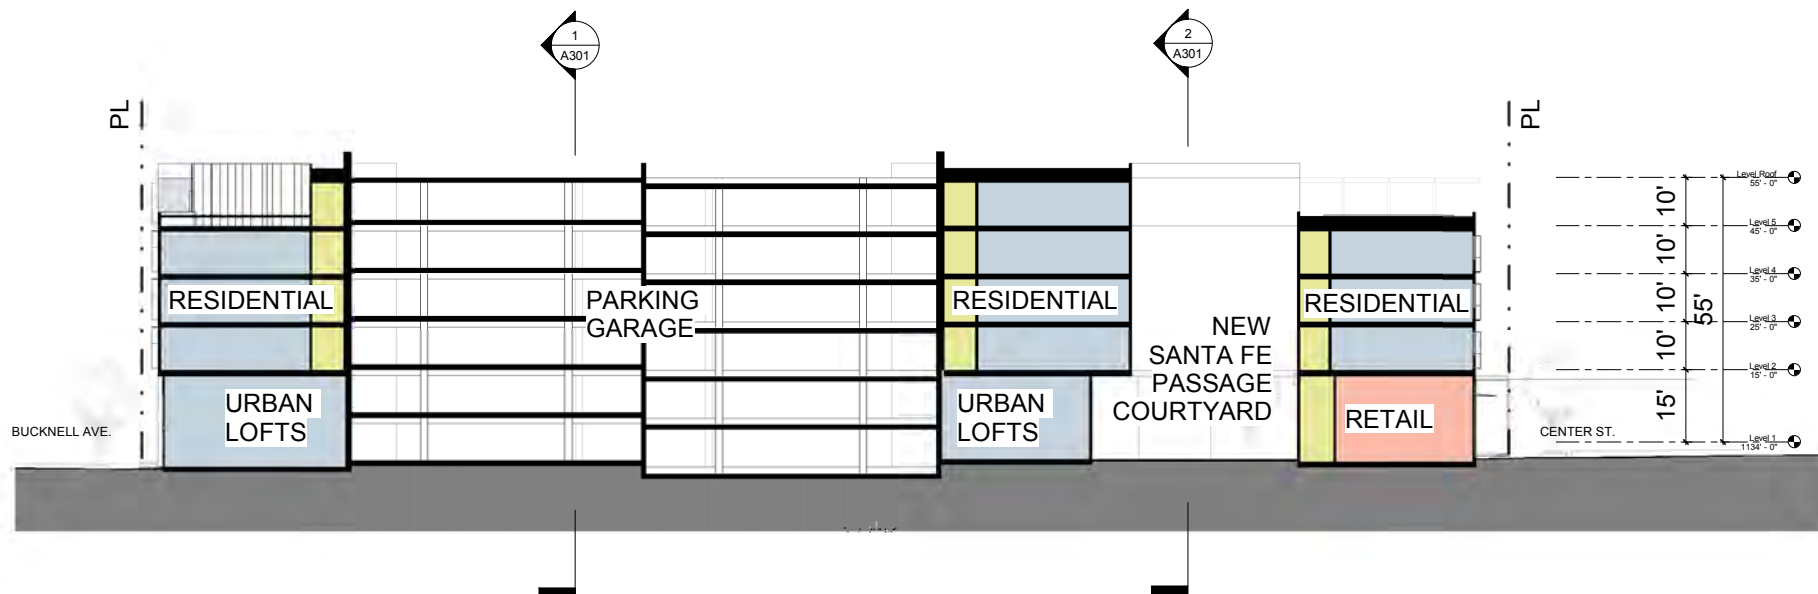 1
A301
2
A301
PL
PL
Level Roof
55' - 0"
Level 5
45' - 0"
Level 4
35' - 0"
Level 3
25' - 0"
Level 2
15' - 0"
Level 1
1134' - 0"
10'
10'
10'
10'
15'
55'
RESIDENTIAL
PARKING
GARAGE
RESIDENTIAL
RESIDENTIAL
NEW
SANTA FE
PASSAGE
COURTYARD
URBAN
LOFTS
URBAN
LOFTS
RETAIL
BUCKNELL AVE.
CENTER ST.